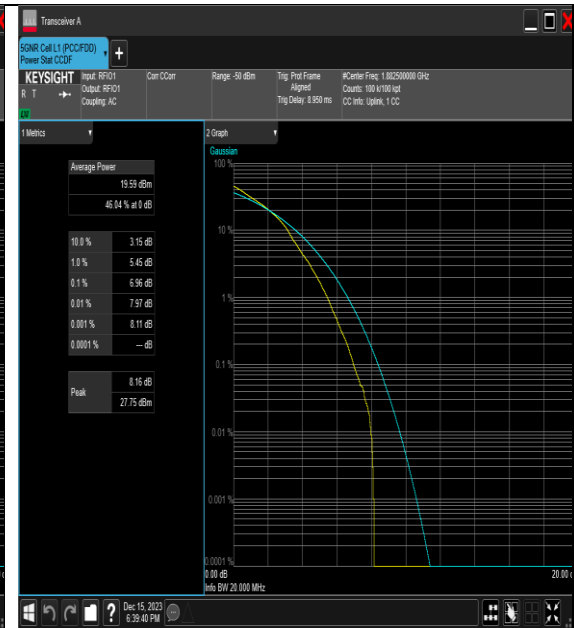 Transceiver A
5GNR Cell L1 (PCC/FDD)
Power Stat CCDF
+
KEYSIGHT
R T
Input: RFIO1
Output: RFIO1
Coupling: AC
Corr CCorr
Range: -50 dBm
Trig: Prot Frame
Aligned
Trig Delay: 8.950 ms
#Center Freq: 1.882500000 GHz
Counts: 100 k/100 kpt
CC Info: Uplink, 1 CC
1 Metrics
Average Power
19.59 dBm
46.04 % at 0 dB
10.0 % 3.15 dB
1.0 % 5.45 dB
0.1 % 6.96 dB
0.01 % 7.97 dB
0.001 % 8.11 dB
0.0001 % --- dB
Peak
8.16 dB
27.75 dBm
2 Graph
Gaussian
100 %
10 %
1 %
0.1 %
0.01 %
0.001 %
0.0001 %
0.00 dB
20.00
Info BW 20.000 MHz
?
Dec 15, 2023
6:39:40 PM